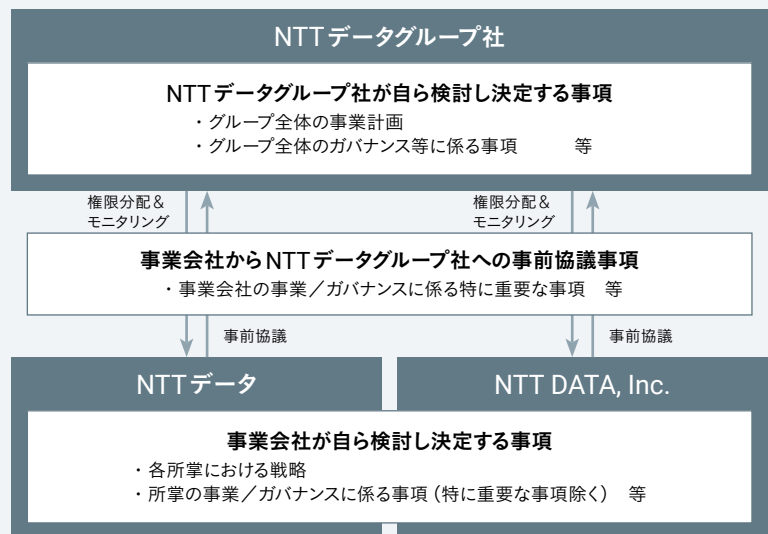 NTTデータグループ社
NTTデータグループ社が自ら検討し決定する事項
・グループ全体の事業計画
・グループ全体のガバナンス等に係る事項　等
権限分配＆
モニタリング
権限分配＆
モニタリング
事業会社からNTTデータグループ社への事前協議事項
・事業会社の事業／ガバナンスに係る特に重要な事項　等
事前協議
事前協議
NTTデータ
NTT DATA, Inc.
事業会社が自ら検討し決定する事項
・各所掌における戦略
・所掌の事業／ガバナンスに係る事項（特に重要な事項除く）　等